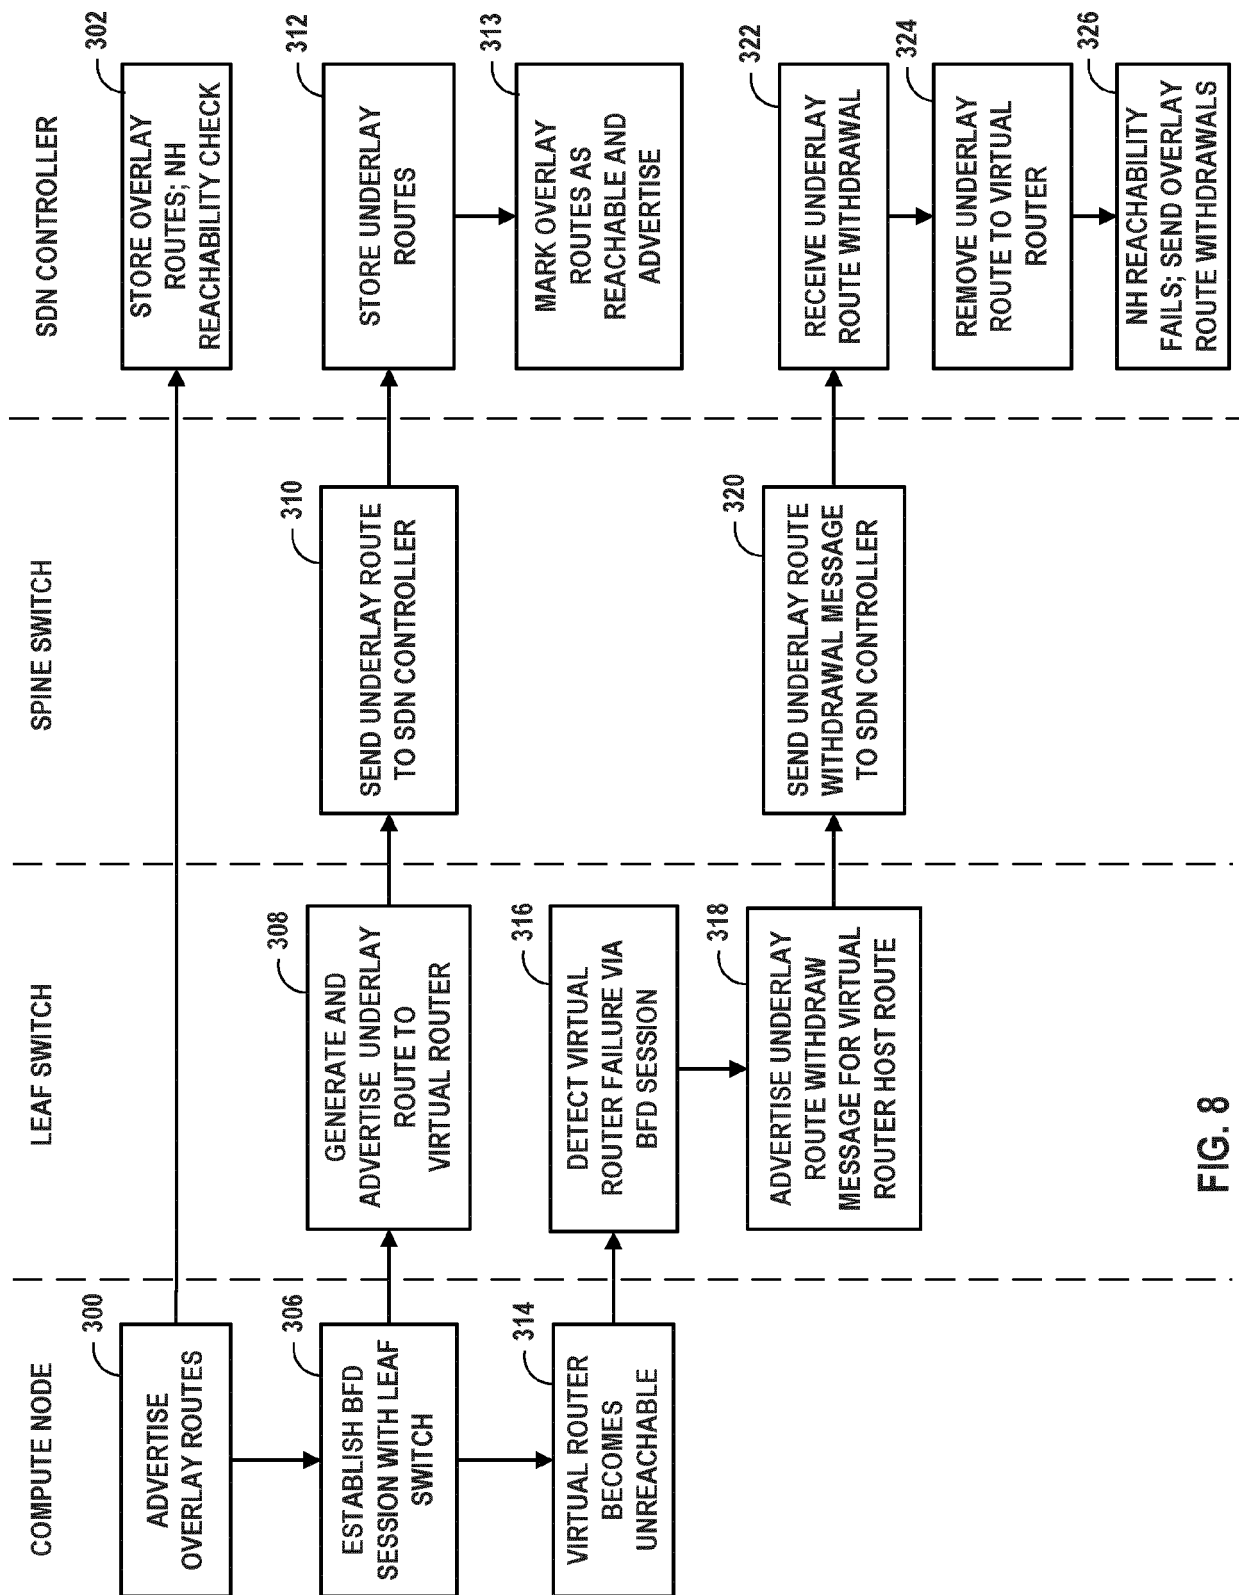 COMPUTE NODE
LEAF SWITCH
SPINE SWITCH
SDN CONTROLLER
300
ADVERTISE
OVERLAY ROUTES
302
STORE OVERLAY
ROUTES; NH
REACHABILITY CHECK
306
ESTABLISH BFD
SESSION WITH LEAF
SWITCH
308
GENERATE AND
ADVERTISE UNDERLAY
ROUTE TO
VIRTUAL ROUTER
310
SEND UNDERLAY ROUTE
TO SDN CONTROLLER
312
STORE UNDERLAY
ROUTES
313
MARK OVERLAY
ROUTES AS
REACHABLE AND
ADVERTISE
314
VIRTUAL ROUTER
BECOMES
UNREACHABLE
316
DETECT VIRTUAL
ROUTER FAILURE VIA
BFD SESSION
318
ADVERTISE UNDERLAY
ROUTE WITHDRAW
MESSAGE FOR VIRTUAL
ROUTER HOST ROUTE
320
SEND UNDERLAY ROUTE
WITHDRAWAL MESSAGE
TO SDN CONTROLLER
322
RECEIVE UNDERLAY
ROUTE WITHDRAWAL
324
REMOVE UNDERLAY
ROUTE TO VIRTUAL
ROUTER
326
NH REACHABILITY
FAILS; SEND OVERLAY
ROUTE WITHDRAWALS
FIG. 8